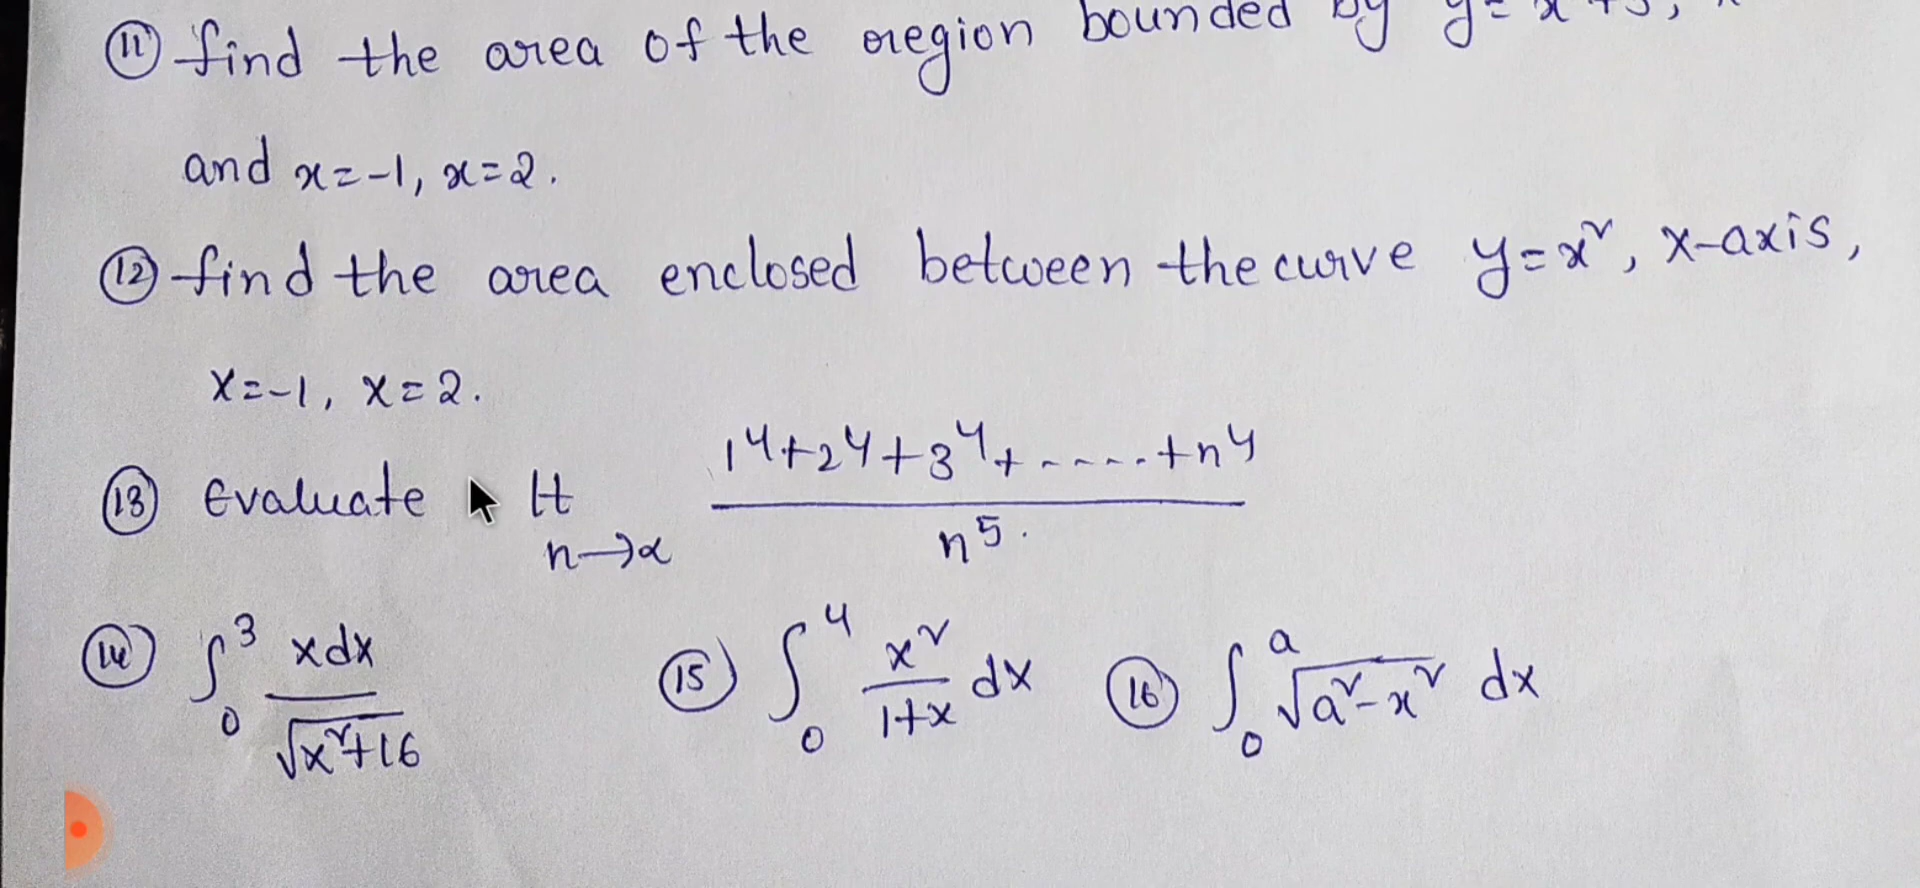 (11) find the area of the region bounded by y =
and x = -1, x = 2.
(12) find the area enclosed between the curve y = x², x-axis,
x = -1, x = 2.
(13) Evaluate lt n→∝ (1⁴+2⁴+3⁴+-----+n⁴)/n⁵.
(14) ∫₀³ xdx/√(x²+16) (15) ∫₀⁴ x²/(1+x) dx (16) ∫₀ᵃ √(a²-x²) dx